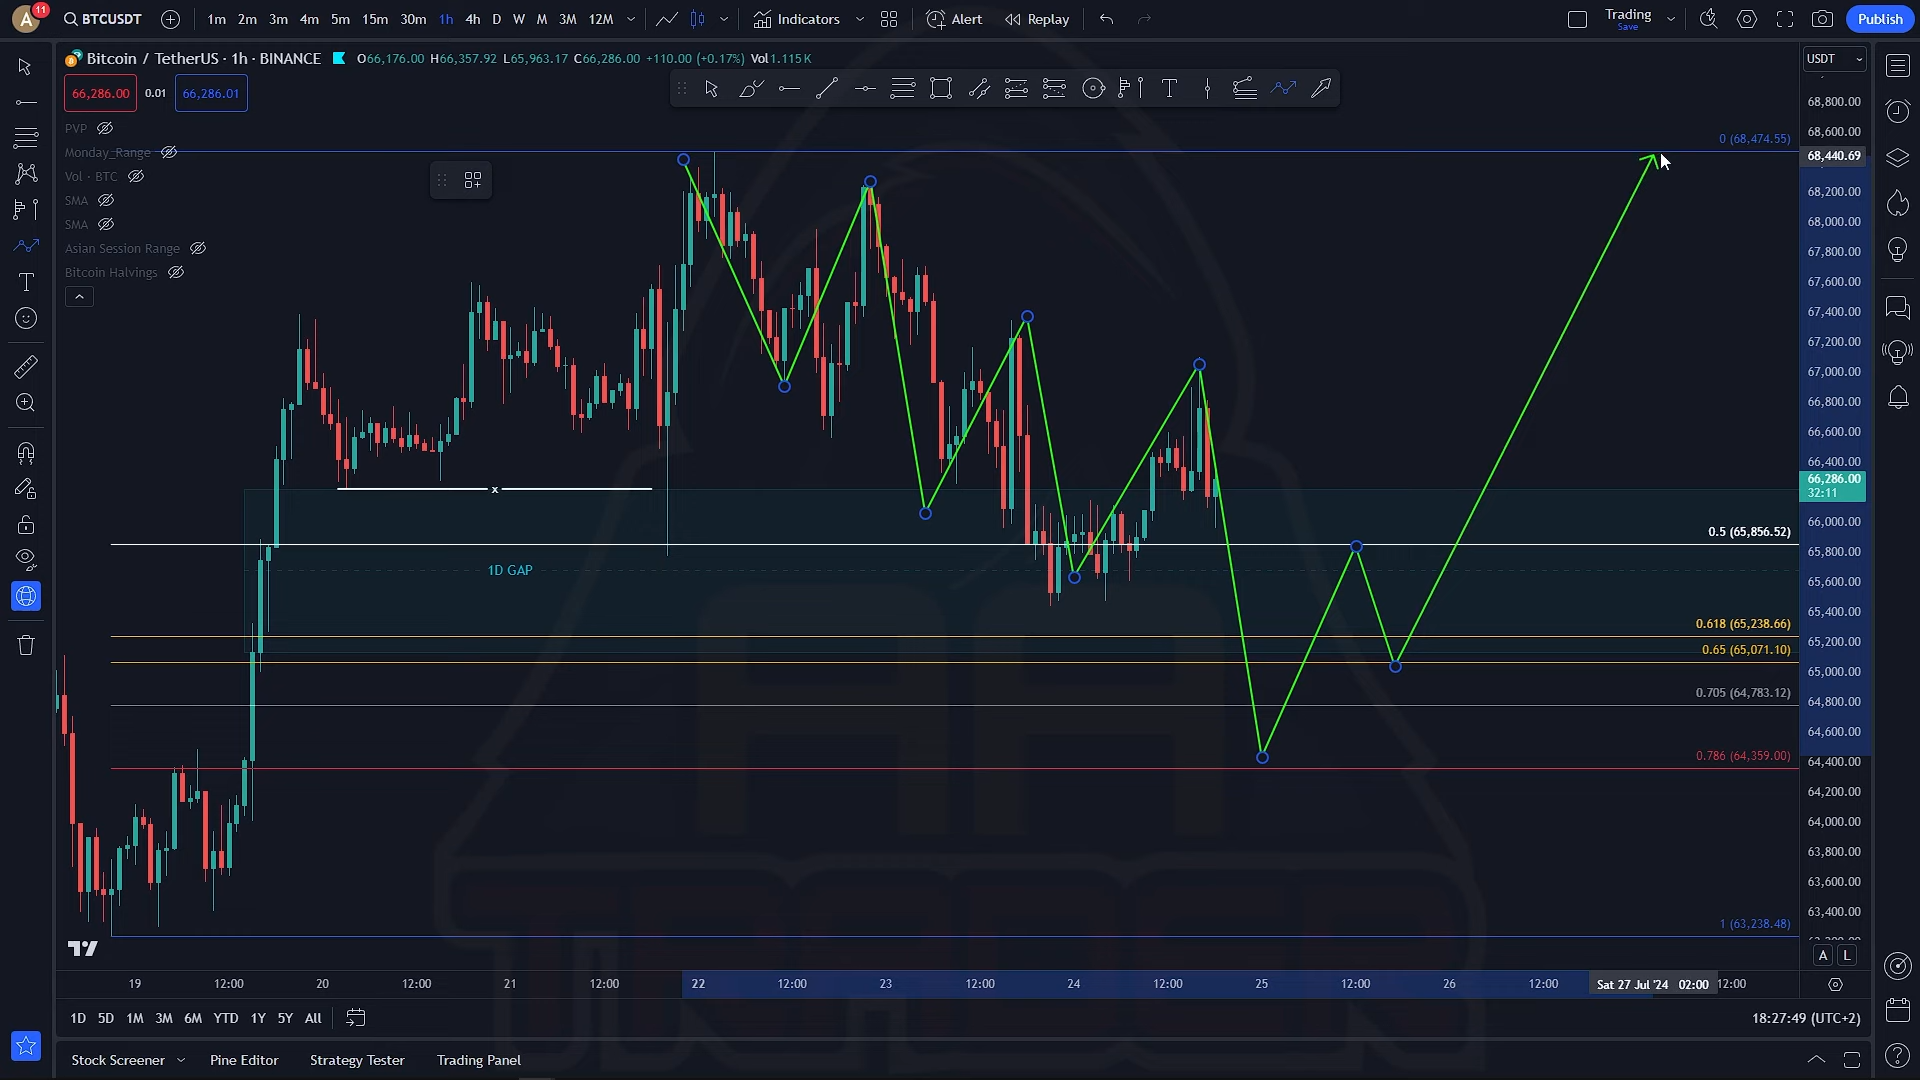 A 11 BTCUSDT 1m 2m 3m 4m 5m 15m 30m 1h 4h D W M 3M 12M Indicators Alert Replay Trading Save Publish
Bitcoin / TetherUS · 1h · BINANCE O66,176.00 H66,357.92 L65,963.17 C66,286.00 +110.00 (+0.17%) Vol1.115K
66,286.00 0.01 66,286.01
PVP
Monday_Range
Vol · BTC
SMA
SMA
Asian Session Range
Bitcoin Halvings
USDT
68,800.00
68,600.00
0 (68,474.55)
68,440.69
68,200.00
68,000.00
67,800.00
67,600.00
67,400.00
67,200.00
67,000.00
66,800.00
66,600.00
66,400.00
66,286.00
32:11
x
66,000.00
0.5 (65,856.52)
65,800.00
1D GAP
65,600.00
65,400.00
0.618 (65,238.66)
65,200.00
0.65 (65,071.10)
65,000.00
0.705 (64,783.12)
64,800.00
64,600.00
0.786 (64,359.00)
64,400.00
64,200.00
64,000.00
63,800.00
63,600.00
63,400.00
1 (63,238.48)
A L
19 12:00 20 12:00 21 12:00 22 12:00 23 12:00 24 12:00 25 12:00 26 12:00 Sat 27 Jul '24 02:00 12:00
1D 5D 1M 3M 6M YTD 1Y 5Y All 18:27:49 (UTC+2)
Stock Screener Pine Editor Strategy Tester Trading Panel
AA
TRADER